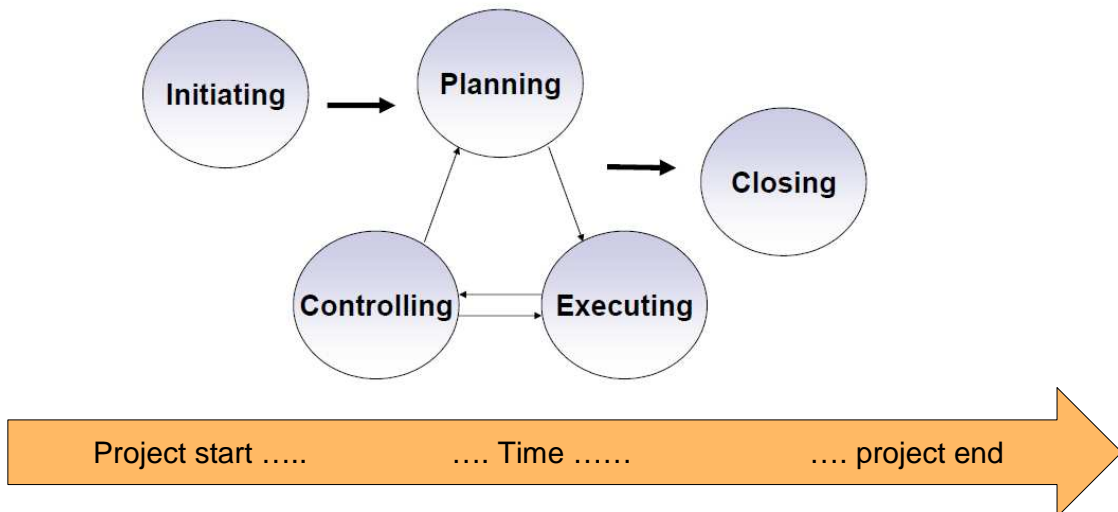 Initiating
Planning
Closing
Controlling
Executing
Project start ….. …. Time …… …. project end